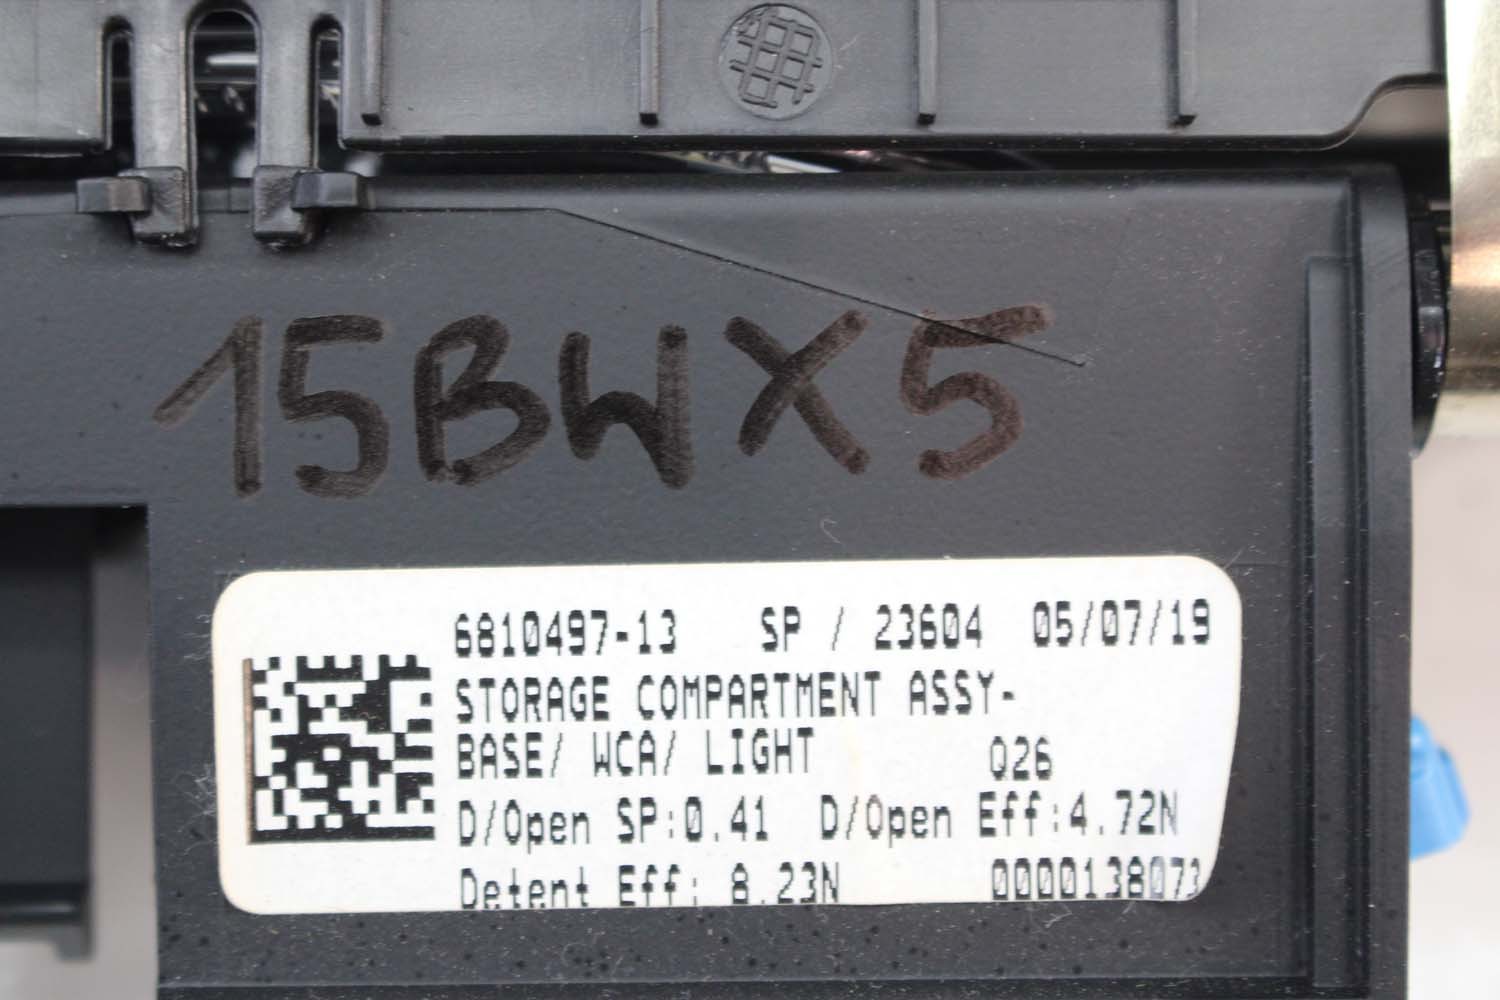 15BWX5
6810497-13 SP / 23604 05/07/19
STORAGE COMPARTMENT ASSY-
BASE/ WCA/ LIGHT Q26
D/Open SP:0.41 D/Open Eff:4.72N
Detent Eff: 8.23N 0000138073